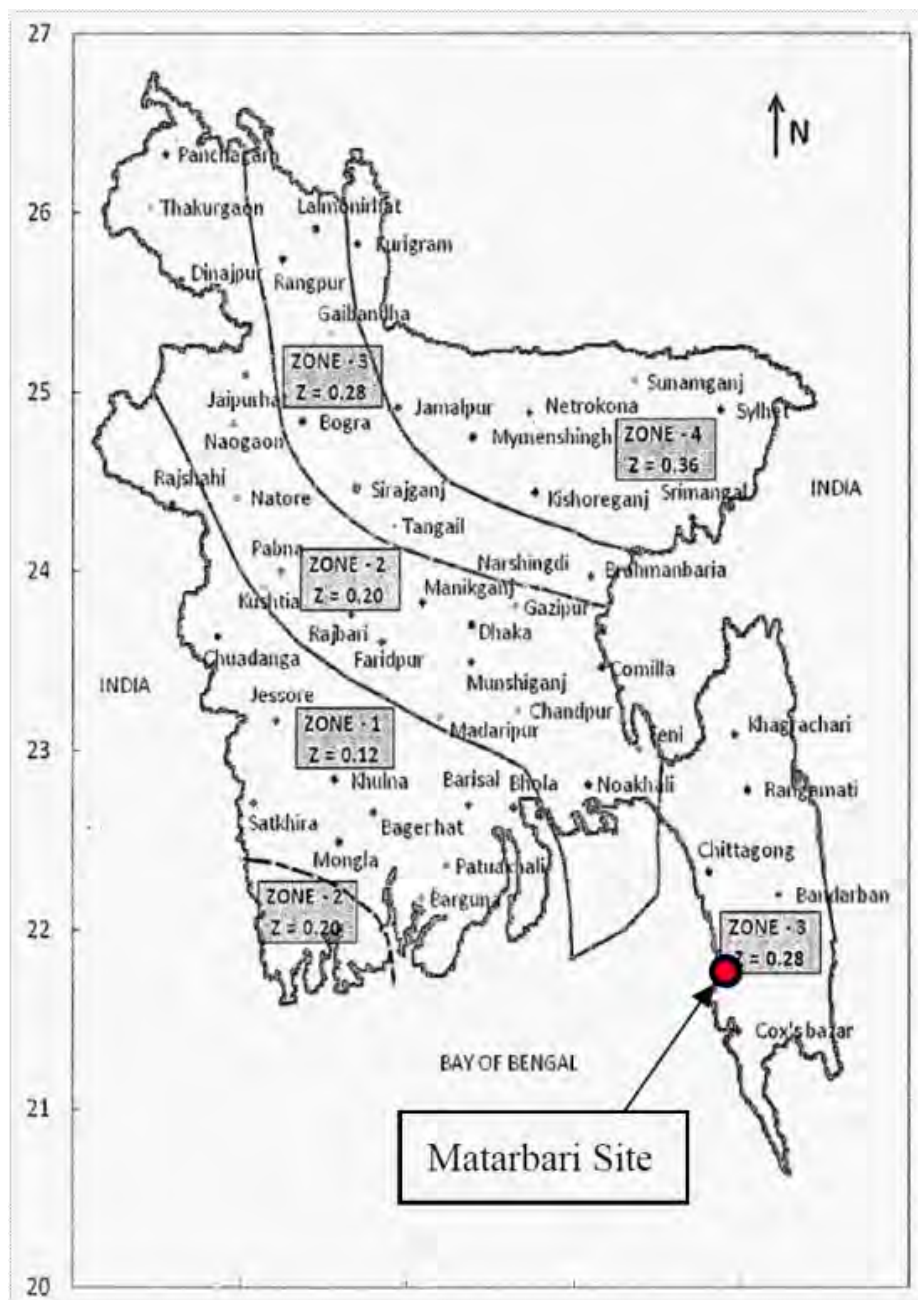 27
N
Panchagarh
26
Thakurgaon
Lalmonirhat
Kurigram
Dinajpur
Rangpur
Gaibandha
ZONE - 3
Z = 0.28
25
Sunamganj
Jaipurhat
Jamalpur
Netrokona
Sylhet
Bogra
Mymenshingh
Naogaon
ZONE - 4
Z = 0.36
Rajshahi
Sirajganj
Kishoreganj
Srimangal
INDIA
Natore
Tangail
Pabna
Narshingdi
24
ZONE - 2
Z = 0.20
Brahmanbaria
Manikganj
Kushtia
Gazipur
Rajbari
Dhaka
Faridpur
Chuadanga
Comilla
INDIA
Munshiganj
Jessore
Chandpur
23
ZONE - 1
Z = 0.12
Madaripur
Feni
Khagrachari
Khulna
Barisal
Bhola
Noakhali
Rangamati
Satkhira
Bagerhat
Mongla
Patuakhali
Chittagong
22
ZONE - 2
Z = 0.20
Barguna
Bandarban
ZONE - 3
Z = 0.28
Cox's bazar
BAY OF BENGAL
21
Matarbari Site
20